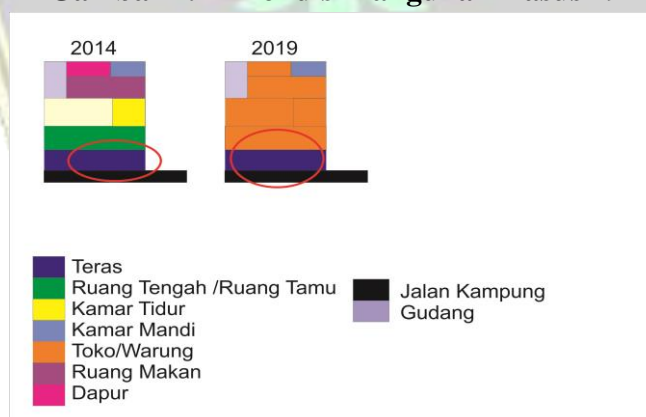 2014 2019
Teras
Ruang Tengah /Ruang Tamu
Kamar Tidur
Kamar Mandi
Toko/Warung
Ruang Makan
Dapur
Jalan Kampung
Gudang